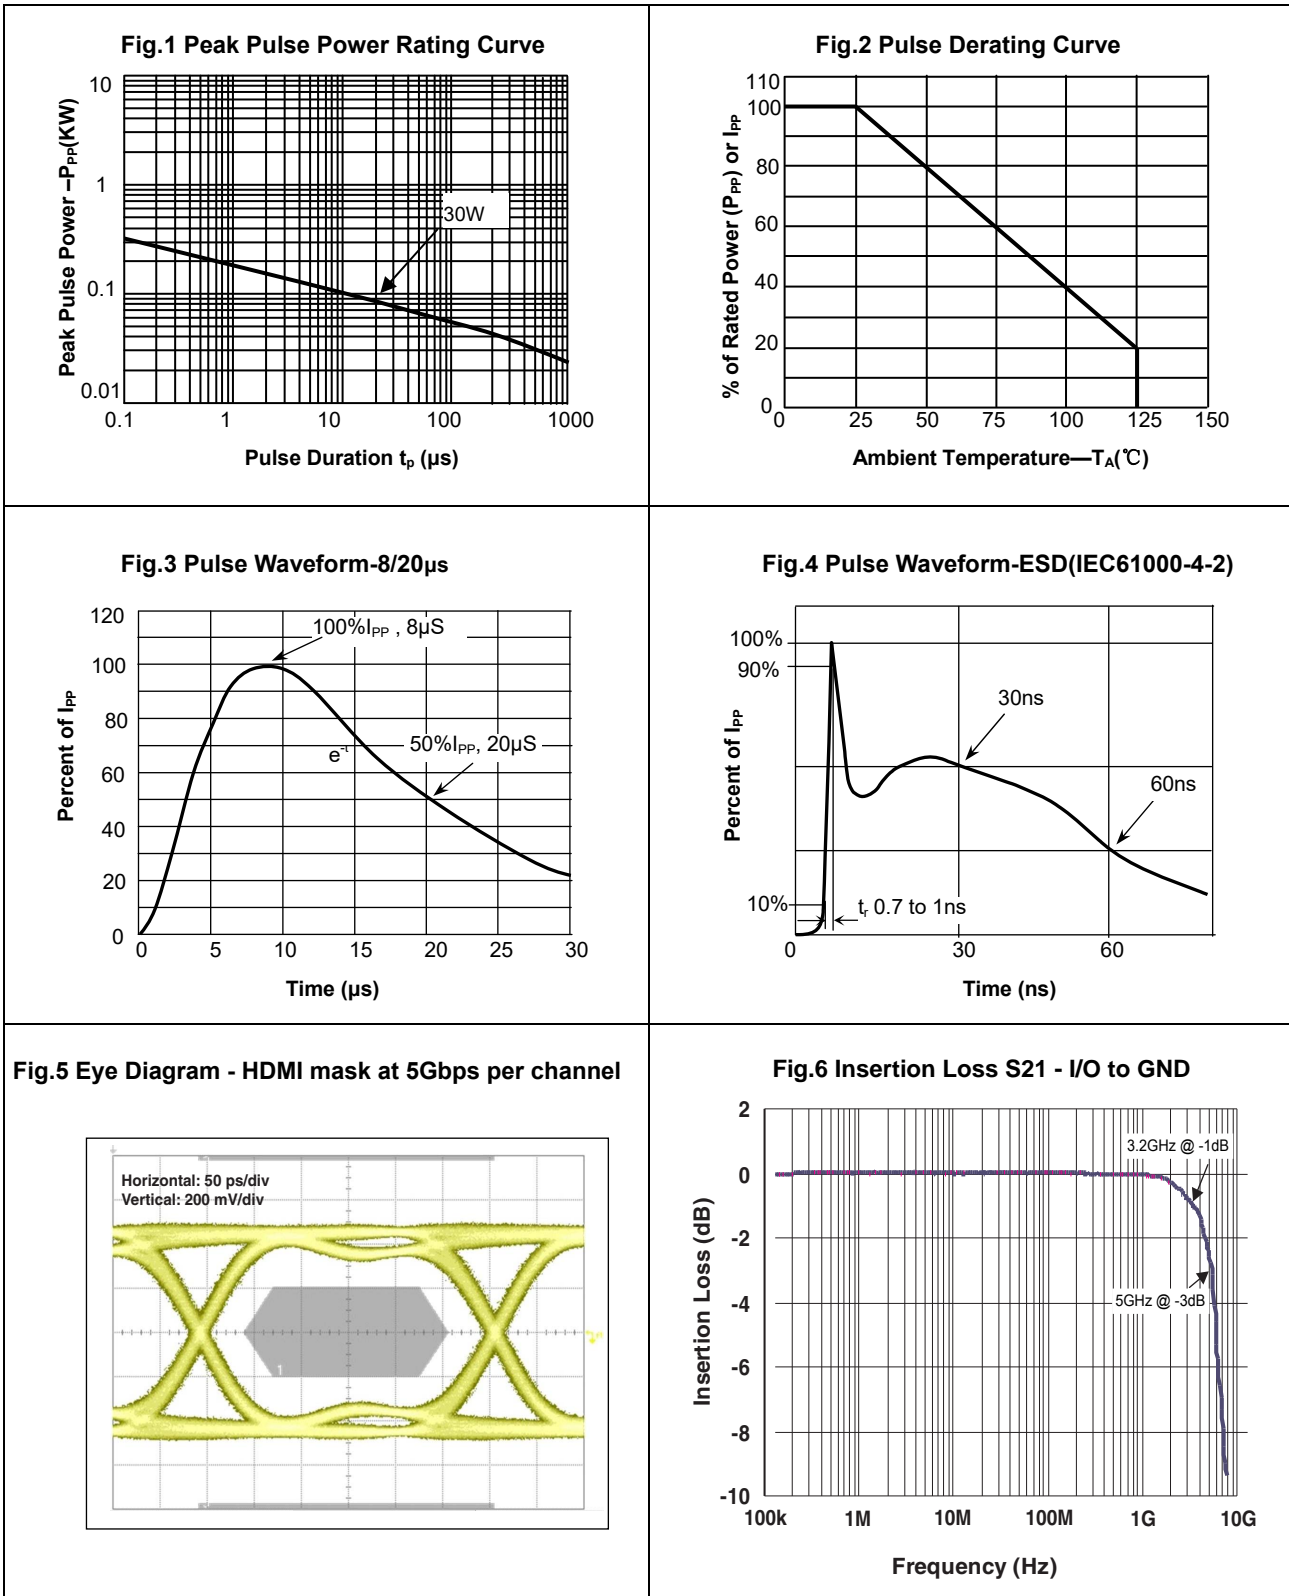 Fig.1 Peak Pulse Power Rating Curve
Peak Pulse Power –PPP(KW)
10
1
0.1
0.01
30W
0.1 1 10 100 1000
Pulse Duration tp (µs)
Fig.2 Pulse Derating Curve
% of Rated Power (PPP) or IPP
110
100
80
60
40
20
0
0 25 50 75 100 125 150
Ambient Temperature—TA(℃)
Fig.3 Pulse Waveform-8/20µs
Percent of IPP
120
100
80
60
40
20
0
100%IPP , 8µS
e-t
50%IPP, 20µS
0 5 10 15 20 25 30
Time (µs)
Fig.4 Pulse Waveform-ESD(IEC61000-4-2)
Percent of IPP
100%
90%
10%
30ns
60ns
tr 0.7 to 1ns
0 30 60
Time (ns)
Fig.5 Eye Diagram - HDMI mask at 5Gbps per channel
Horizontal: 50 ps/div
Vertical: 200 mV/div
1
Fig.6 Insertion Loss S21 - I/O to GND
Insertion Loss (dB)
2
0
-2
-4
-6
-8
-10
3.2GHz @ -1dB
5GHz @ -3dB
100k 1M 10M 100M 1G 10G
Frequency (Hz)